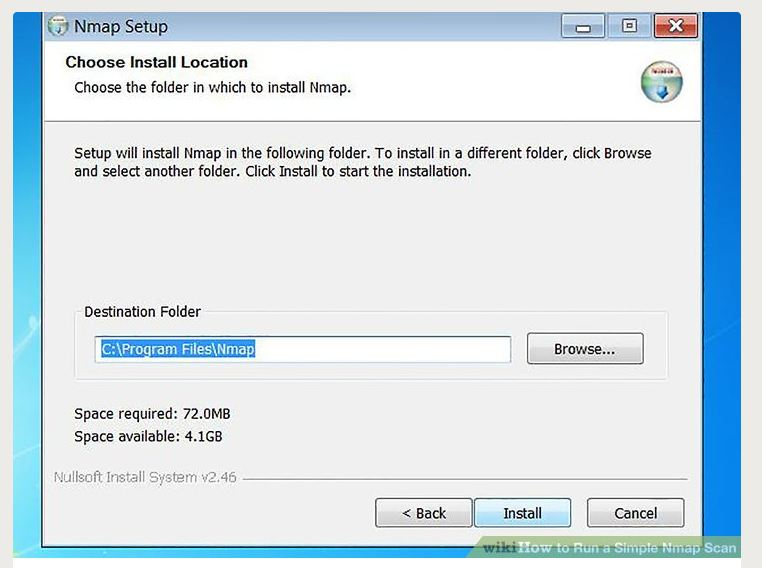 Nmap Setup
Choose Install Location
Choose the folder in which to install Nmap.
Setup will install Nmap in the following folder. To install in a different folder, click Browse
and select another folder. Click Install to start the installation.
Destination Folder
C:\Program Files\Nmap
Browse...
Space required: 72.0MB
Space available: 4.1GB
Nullsoft Install System v2.46
< Back
Install
Cancel
wikiHow to Run a Simple Nmap Scan